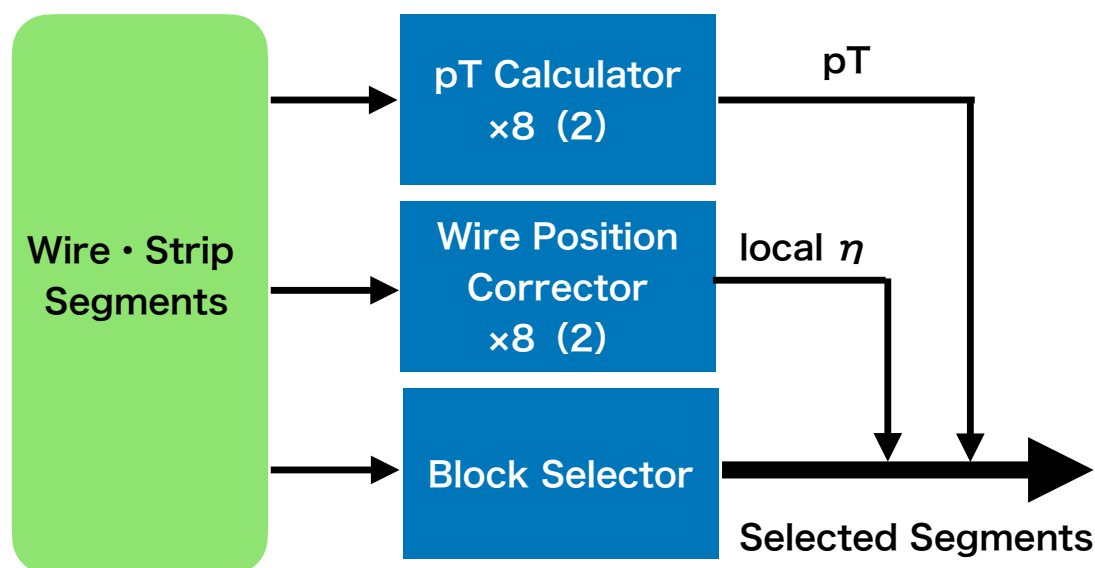 Wire・Strip
Segments
pT Calculator
×8（2）
Wire Position
Corrector
×8（2）
Block Selector
pT
local η
Selected Segments